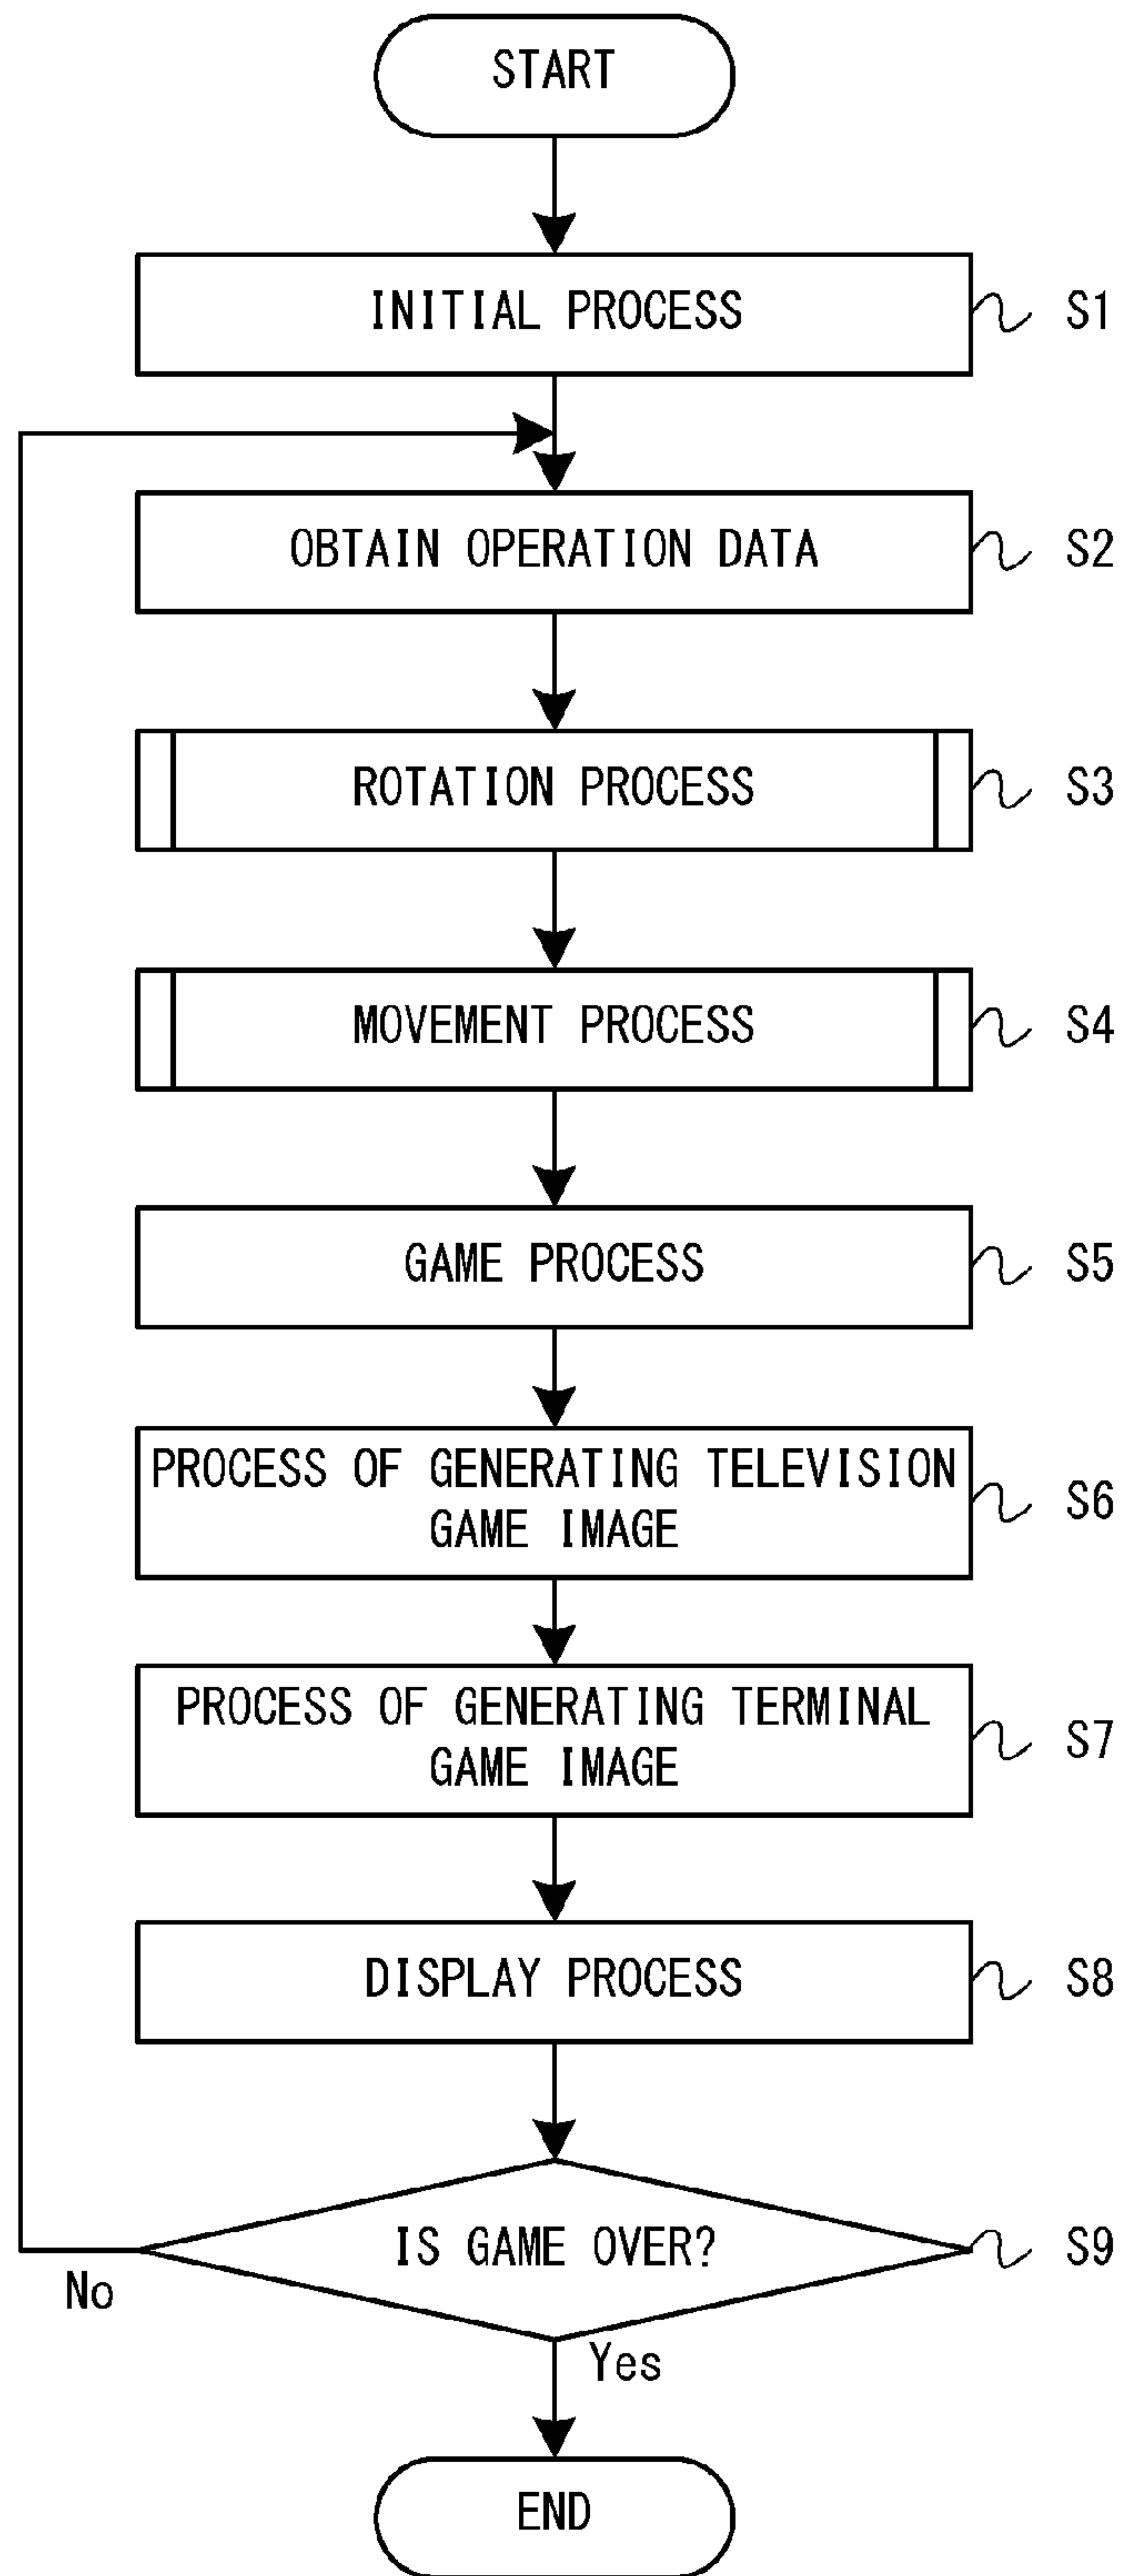 START
INITIAL PROCESS
S1
OBTAIN OPERATION DATA
S2
ROTATION PROCESS
S3
MOVEMENT PROCESS
S4
GAME PROCESS
S5
PROCESS OF GENERATING TELEVISION
GAME IMAGE
S6
PROCESS OF GENERATING TERMINAL
GAME IMAGE
S7
DISPLAY PROCESS
S8
IS GAME OVER?
S9
No
Yes
END